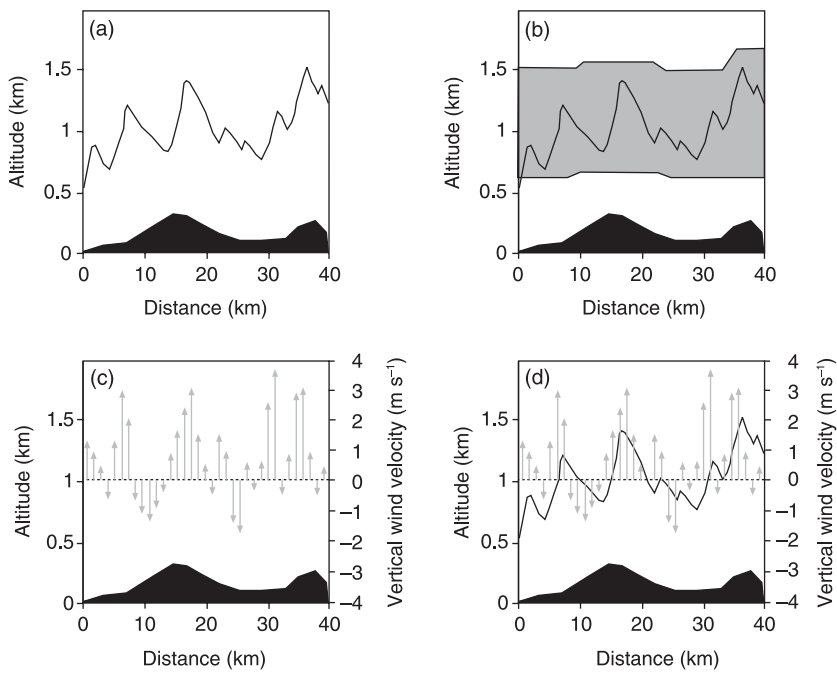 (a)
1.5
1
0.5
0
Altitude (km)
0 10 20 30 40
Distance (km)
(b)
1.5
1
0.5
0
Altitude (km)
0 10 20 30 40
Distance (km)
(c)
1.5
1
0.5
0
Altitude (km)
4
3
2
1
0
−1
−2
−3
−4
Vertical wind velocity (m s⁻¹)
0 10 20 30 40
Distance (km)
(d)
1.5
1
0.5
0
Altitude (km)
4
3
2
1
0
−1
−2
−3
−4
Vertical wind velocity (m s⁻¹)
0 10 20 30 40
Distance (km)